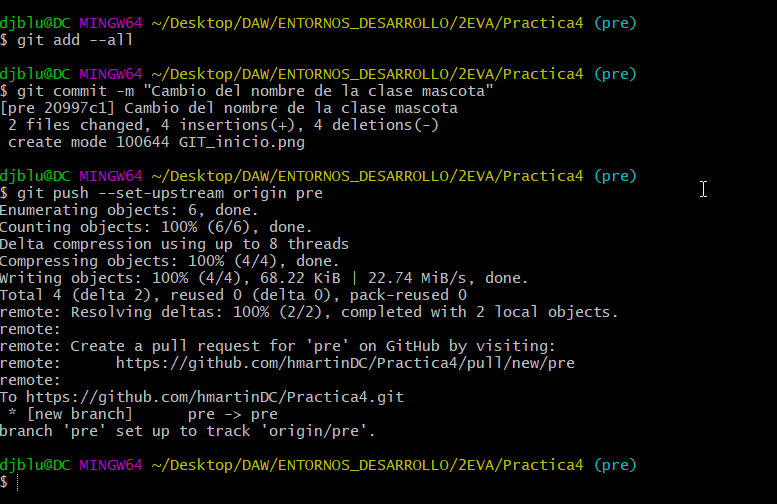 djblu@DC MINGW64 ~/Desktop/DAW/ENTORNOS_DESARROLLO/2EVA/Practica4 (pre)
$ git add --all
djblu@DC MINGW64 ~/Desktop/DAW/ENTORNOS_DESARROLLO/2EVA/Practica4 (pre)
$ git commit -m "Cambio del nombre de la clase mascota"
[pre 20997c1] Cambio del nombre de la clase mascota
 2 files changed, 4 insertions(+), 4 deletions(-)
 create mode 100644 GIT_inicio.png
djblu@DC MINGW64 ~/Desktop/DAW/ENTORNOS_DESARROLLO/2EVA/Practica4 (pre)
$ git push --set-upstream origin pre
Enumerating objects: 6, done.
Counting objects: 100% (6/6), done.
Delta compression using up to 8 threads
Compressing objects: 100% (4/4), done.
Writing objects: 100% (4/4), 68.22 KiB | 22.74 MiB/s, done.
Total 4 (delta 2), reused 0 (delta 0), pack-reused 0
remote: Resolving deltas: 100% (2/2), completed with 2 local objects.
remote:
remote: Create a pull request for 'pre' on GitHub by visiting:
remote:      https://github.com/hmartinDC/Practica4/pull/new/pre
remote:
To https://github.com/hmartinDC/Practica4.git
 * [new branch]      pre -> pre
branch 'pre' set up to track 'origin/pre'.
djblu@DC MINGW64 ~/Desktop/DAW/ENTORNOS_DESARROLLO/2EVA/Practica4 (pre)
$